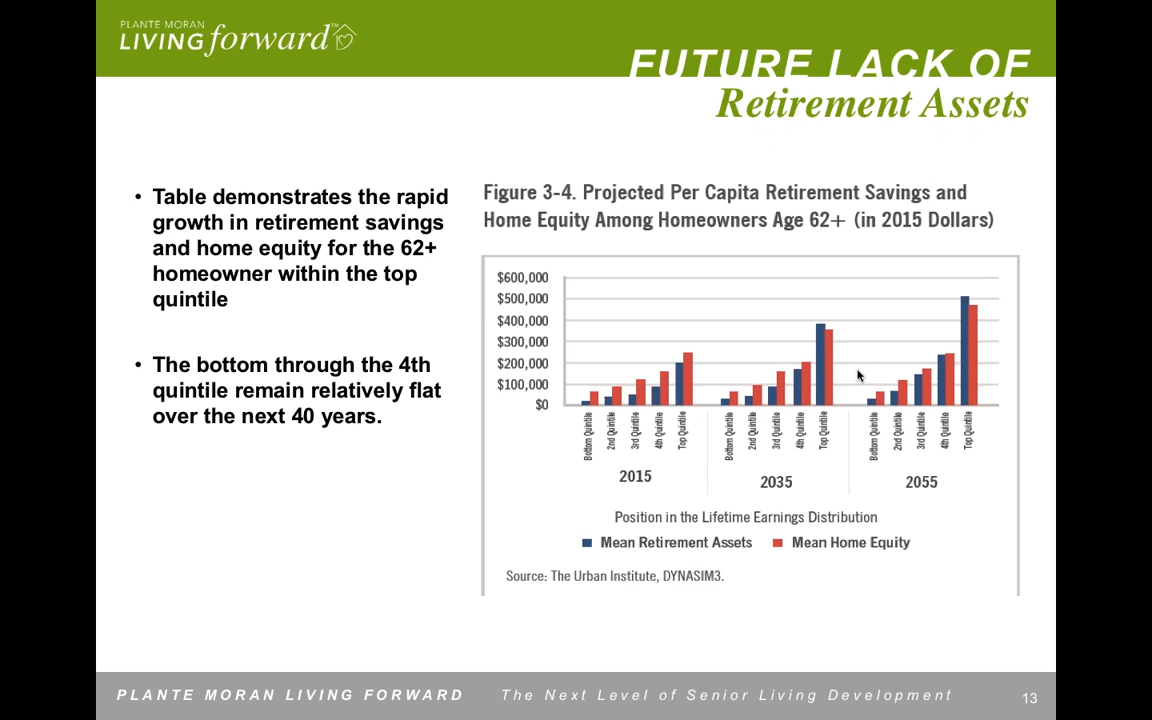 PLANTE MORAN
LIVING forward™
FUTURE LACK OF
Retirement Assets
• Table demonstrates the rapid
growth in retirement savings
and home equity for the 62+
homeowner within the top
quintile
• The bottom through the 4th
quintile remain relatively flat
over the next 40 years.
Figure 3-4. Projected Per Capita Retirement Savings and
Home Equity Among Homeowners Age 62+ (in 2015 Dollars)
$600,000
$500,000
$400,000
$300,000
$200,000
$100,000
$0
Bottom Quintile
2nd Quintile
3rd Quintile
4th Quintile
Top Quintile
Bottom Quintile
2nd Quintile
3rd Quintile
4th Quintile
Top Quintile
Bottom Quintile
2nd Quintile
3rd Quintile
4th Quintile
Top Quintile
2015
2035
2055
Position in the Lifetime Earnings Distribution
Mean Retirement Assets
Mean Home Equity
Source: The Urban Institute, DYNASIM3.
PLANTE MORAN LIVING FORWARD
The Next Level of Senior Living Development
13